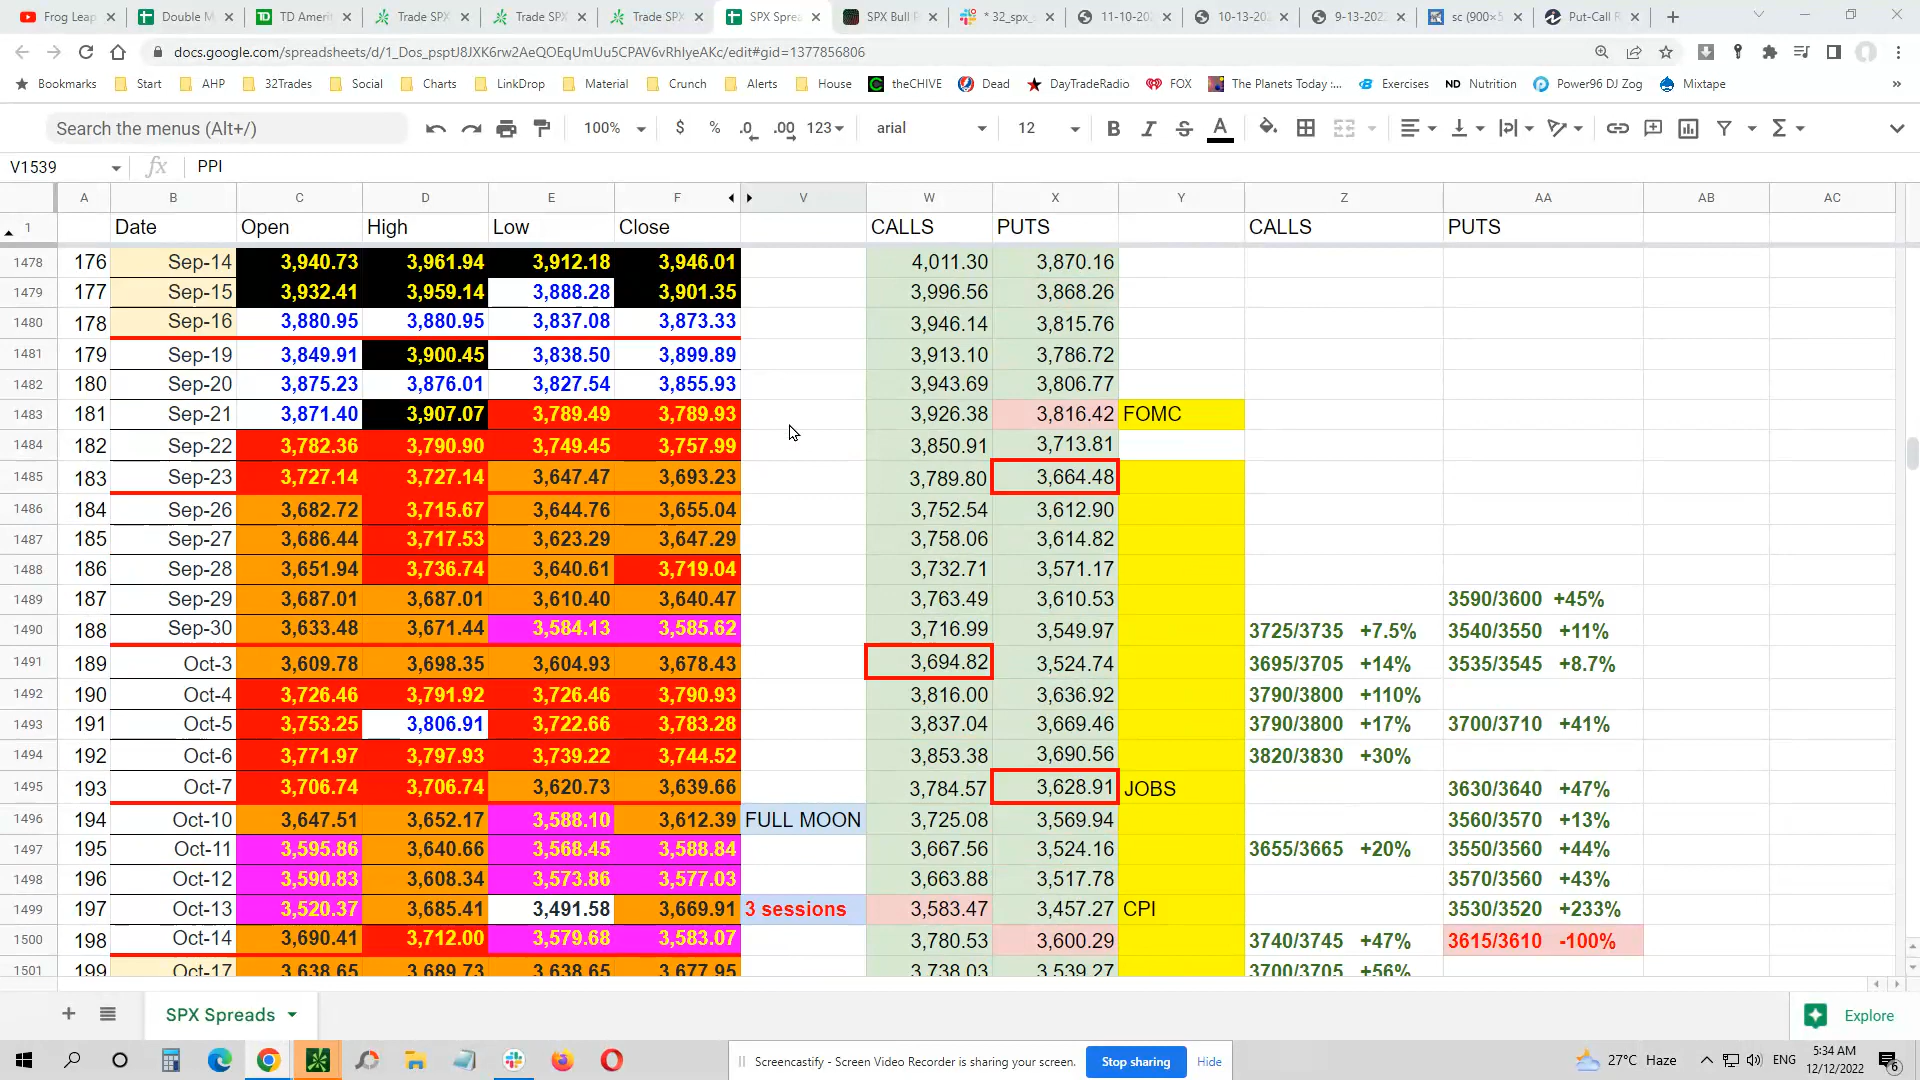 Frog Leap
Double M
TD Ameri
Trade SPX
Trade SPX
Trade SPX
SPX Sprea
SPX Bull
* 32_spx_s
11-10-202
10-13-202
9-13-2022
sc (900×5
Put-Call R
docs.google.com/spreadsheets/d/1_Dos_psptJ8JXK6rw2AeQOEqUmUu5CPAV6vRhIyeAKc/edit#gid=1377856806
Bookmarks Start AHP 32Trades Social Charts LinkDrop Material Crunch Alerts House theCHIVE Dead DayTradeRadio FOX The Planets Today :... Exercises ND Nutrition Power96 DJ Zog Mixtape »
Search the menus (Alt+/) 100% $ % .0 .00 123 arial 12 B I S A Σ
V1539 fx PPI
A B C D E F V W X Y Z AA AB AC
1 Date Open High Low Close CALLS PUTS CALLS PUTS
1478 176 Sep-14 3,940.73 3,961.94 3,912.18 3,946.01 4,011.30 3,870.16
1479 177 Sep-15 3,932.41 3,959.14 3,888.28 3,901.35 3,996.56 3,868.26
1480 178 Sep-16 3,880.95 3,880.95 3,837.08 3,873.33 3,946.14 3,815.76
1481 179 Sep-19 3,849.91 3,900.45 3,838.50 3,899.89 3,913.10 3,786.72
1482 180 Sep-20 3,875.23 3,876.01 3,827.54 3,855.93 3,943.69 3,806.77
1483 181 Sep-21 3,871.40 3,907.07 3,789.49 3,789.93 3,926.38 3,816.42 FOMC
1484 182 Sep-22 3,782.36 3,790.90 3,749.45 3,757.99 3,850.91 3,713.81
1485 183 Sep-23 3,727.14 3,727.14 3,647.47 3,693.23 3,789.80 3,664.48
1486 184 Sep-26 3,682.72 3,715.67 3,644.76 3,655.04 3,752.54 3,612.90
1487 185 Sep-27 3,686.44 3,717.53 3,623.29 3,647.29 3,758.06 3,614.82
1488 186 Sep-28 3,651.94 3,736.74 3,640.61 3,719.04 3,732.71 3,571.17
1489 187 Sep-29 3,687.01 3,687.01 3,610.40 3,640.47 3,763.49 3,610.53 3590/3600 +45%
1490 188 Sep-30 3,633.48 3,671.44 3,584.13 3,585.62 3,716.99 3,549.97 3725/3735 +7.5% 3540/3550 +11%
1491 189 Oct-3 3,609.78 3,698.35 3,604.93 3,678.43 3,694.82 3,524.74 3695/3705 +14% 3535/3545 +8.7%
1492 190 Oct-4 3,726.46 3,791.92 3,726.46 3,790.93 3,816.00 3,636.92 3790/3800 +110%
1493 191 Oct-5 3,753.25 3,806.91 3,722.66 3,783.28 3,837.04 3,669.46 3790/3800 +17% 3700/3710 +41%
1494 192 Oct-6 3,771.97 3,797.93 3,739.22 3,744.52 3,853.38 3,690.56 3820/3830 +30%
1495 193 Oct-7 3,706.74 3,706.74 3,620.73 3,639.66 3,784.57 3,628.91 JOBS 3630/3640 +47%
1496 194 Oct-10 3,647.51 3,652.17 3,588.10 3,612.39 FULL MOON 3,725.08 3,569.94 3560/3570 +13%
1497 195 Oct-11 3,595.86 3,640.66 3,568.45 3,588.84 3,667.56 3,524.16 3655/3665 +20% 3550/3560 +44%
1498 196 Oct-12 3,590.83 3,608.34 3,573.86 3,577.03 3,663.88 3,517.78 3570/3560 +43%
1499 197 Oct-13 3,520.37 3,685.41 3,491.58 3,669.91 3 sessions 3,583.47 3,457.27 CPI 3530/3520 +233%
1500 198 Oct-14 3,690.41 3,712.00 3,579.68 3,583.07 3,780.53 3,600.29 3740/3745 +47% 3615/3610 -100%
1501 199 Oct-17 3,638.65 3,689.73 3,638.65 3,677.95 3,738.03 3,539.27 3700/3705 +56%
SPX Spreads Explore
Screencastify - Screen Video Recorder is sharing your screen. Stop sharing Hide
27°C Haze ENG 5:34 AM
12/12/2022 6